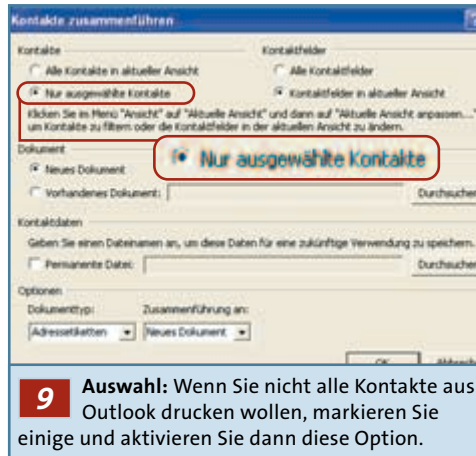 Kontakte zusammenführen
Kontakte
Kontaktfelder
Alle Kontakte in aktueller Ansicht
Alle Kontaktfelder
Nur ausgewählte Kontakte
Kontaktfelder in aktueller Ansicht
Klicken Sie im Menü "Ansicht" auf "Aktuelle Ansicht" und dann auf "Aktuelle Ansicht anpassen..."
um Kontakte zu filtern oder die Kontaktfelder in der aktuellen Ansicht zu ändern.
Nur ausgewählte Kontakte
Dokument
Neues Dokument
Vorhandenes Dokument:
Durchsuchen
Kontaktdaten
Geben Sie einen Dateinamen an, um diese Daten für eine zukünftige Verwendung zu speichern.
Permanente Datei:
Durchsuchen
Optionen
Dokumenttyp:
Zusammenführung an:
Adressetiketten
Neues Dokument
OK
9
Auswahl: Wenn Sie nicht alle Kontakte aus
Outlook drucken wollen, markieren Sie
einige und aktivieren Sie dann diese Option.